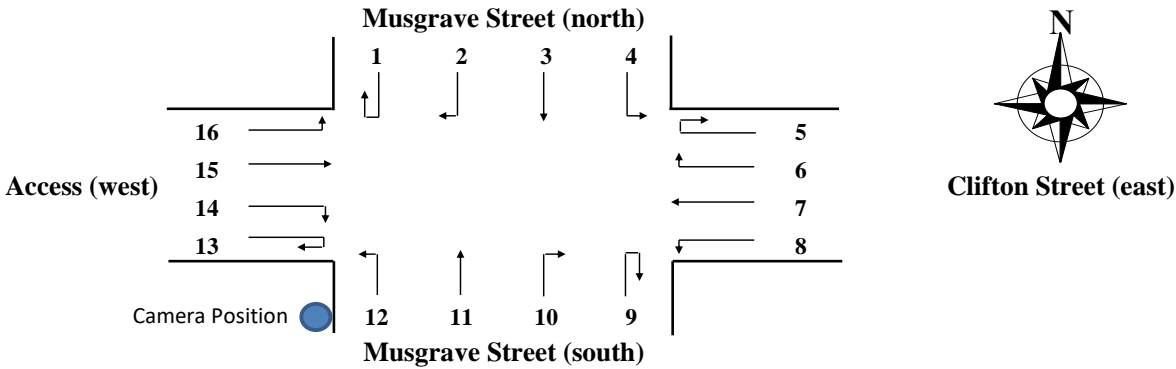 Musgrave Street (north)
N
1 2 3 4
16 5
15 6
Access (west)
Clifton Street (east)
14 7
13 8
Camera Position
12 11 10 9
Musgrave Street (south)